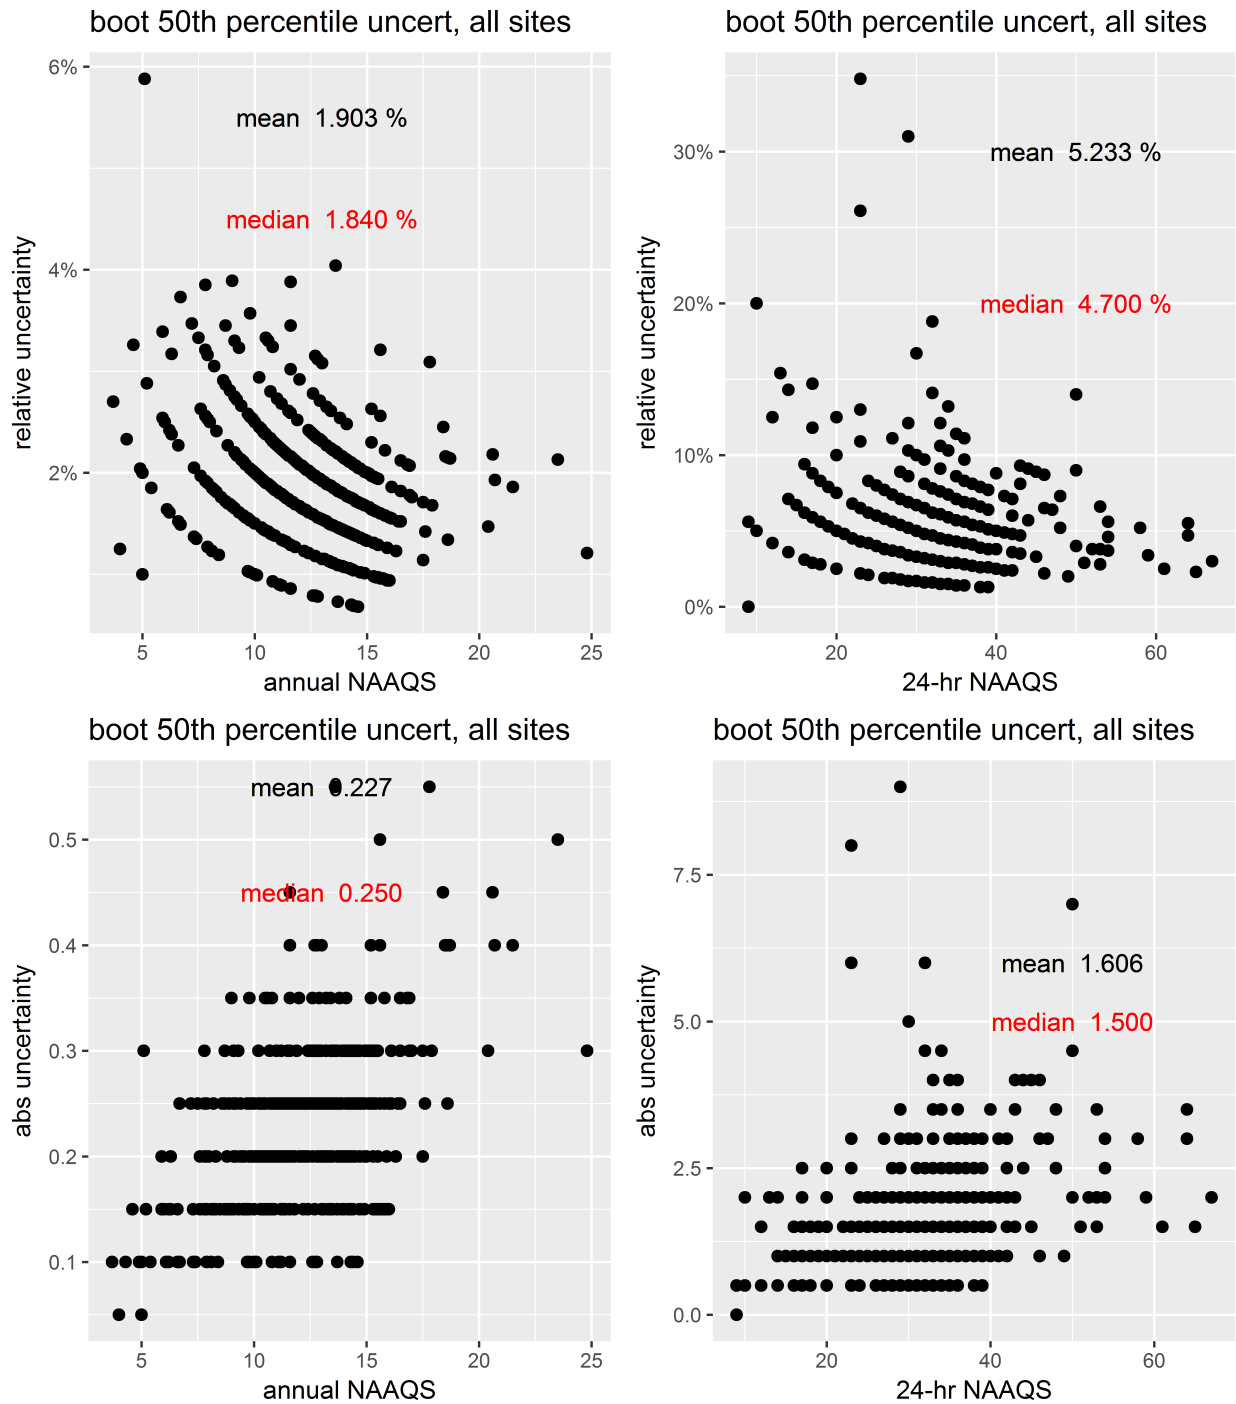 boot 50th percentile uncert, all sites
6%
4%
2%
relative uncertainty
mean 1.903 %
median 1.840 %
5 10 15 20 25
annual NAAQS
boot 50th percentile uncert, all sites
30%
20%
10%
0%
relative uncertainty
mean 5.233 %
median 4.700 %
20 40 60
24-hr NAAQS
boot 50th percentile uncert, all sites
0.5
0.4
0.3
0.2
0.1
abs uncertainty
mean 0.227
median 0.250
5 10 15 20 25
annual NAAQS
boot 50th percentile uncert, all sites
7.5
5.0
2.5
0.0
abs uncertainty
mean 1.606
median 1.500
20 40 60
24-hr NAAQS